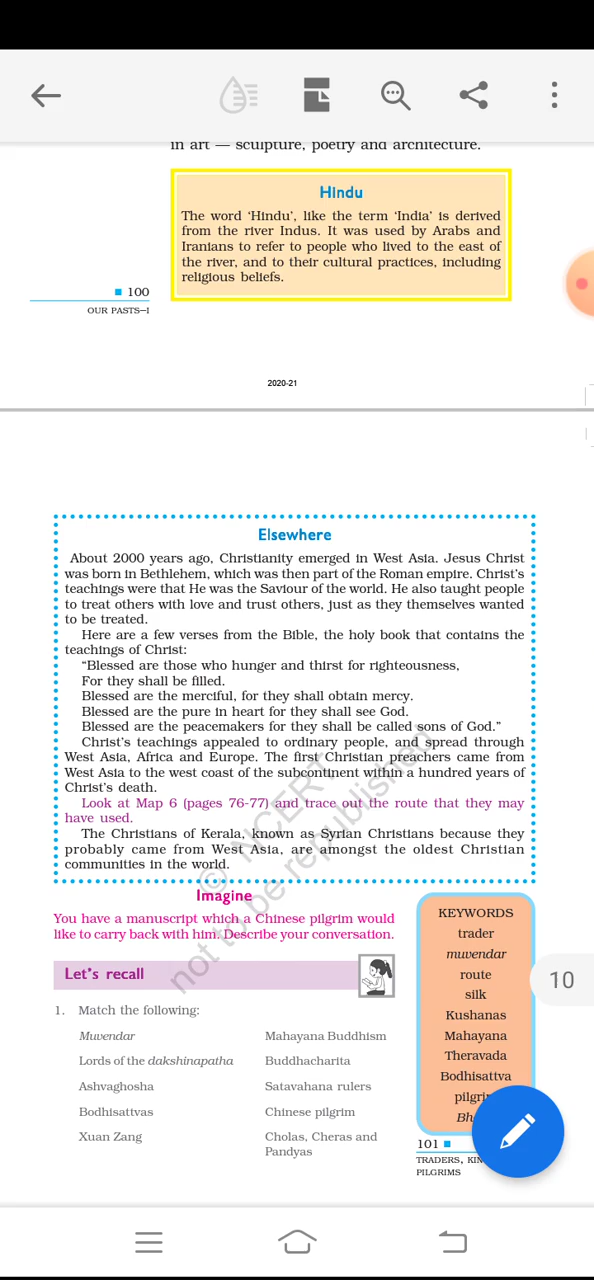 in art — sculpture, poetry and architecture.
Hindu
The word ‘Hindu’, like the term ‘India’ is derived
from the river Indus. It was used by Arabs and
Iranians to refer to people who lived to the east of
the river, and to their cultural practices, including
religious beliefs.
100
OUR PASTS–I
2020-21
Elsewhere
About 2000 years ago, Christianity emerged in West Asia. Jesus Christ
was born in Bethlehem, which was then part of the Roman empire. Christ’s
teachings were that He was the Saviour of the world. He also taught people
to treat others with love and trust others, just as they themselves wanted
to be treated.
Here are a few verses from the Bible, the holy book that contains the
teachings of Christ:
“Blessed are those who hunger and thirst for righteousness,
For they shall be filled.
Blessed are the merciful, for they shall obtain mercy.
Blessed are the pure in heart for they shall see God.
Blessed are the peacemakers for they shall be called sons of God.”
Christ’s teachings appealed to ordinary people, and spread through
West Asia, Africa and Europe. The first Christian preachers came from
West Asia to the west coast of the subcontinent within a hundred years of
Christ’s death.
Look at Map 6 (pages 76-77) and trace out the route that they may
have used.
The Christians of Kerala, known as Syrian Christians because they
probably came from West Asia, are amongst the oldest Christian
communities in the world.
© NCERT
not to be republished
Imagine
You have a manuscript which a Chinese pilgrim would
like to carry back with him. Describe your conversation.
Let’s recall
1. Match the following:
Muvendar Mahayana Buddhism
Lords of the dakshinapatha Buddhacharita
Ashvaghosha Satavahana rulers
Bodhisattvas Chinese pilgrim
Xuan Zang Cholas, Cheras and
Pandyas
KEYWORDS
trader
muvendar
route
silk
Kushanas
Mahayana
Theravada
Bodhisattva
pilgri
Bh
10
101
TRADERS, KIN
PILGRIMS